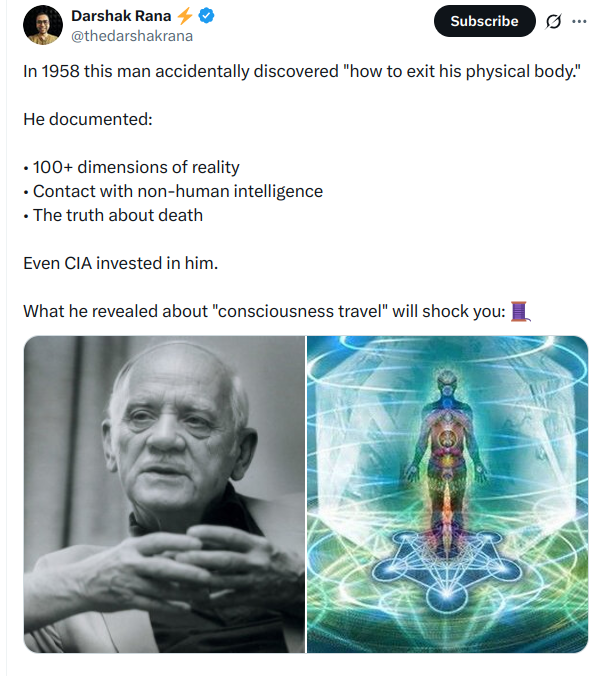 Darshak Rana ⚡
@thedarshakrana
Subscribe
In 1958 this man accidentally discovered "how to exit his physical body."
He documented:
• 100+ dimensions of reality
• Contact with non-human intelligence
• The truth about death
Even CIA invested in him.
What he revealed about "consciousness travel" will shock you: 🧵